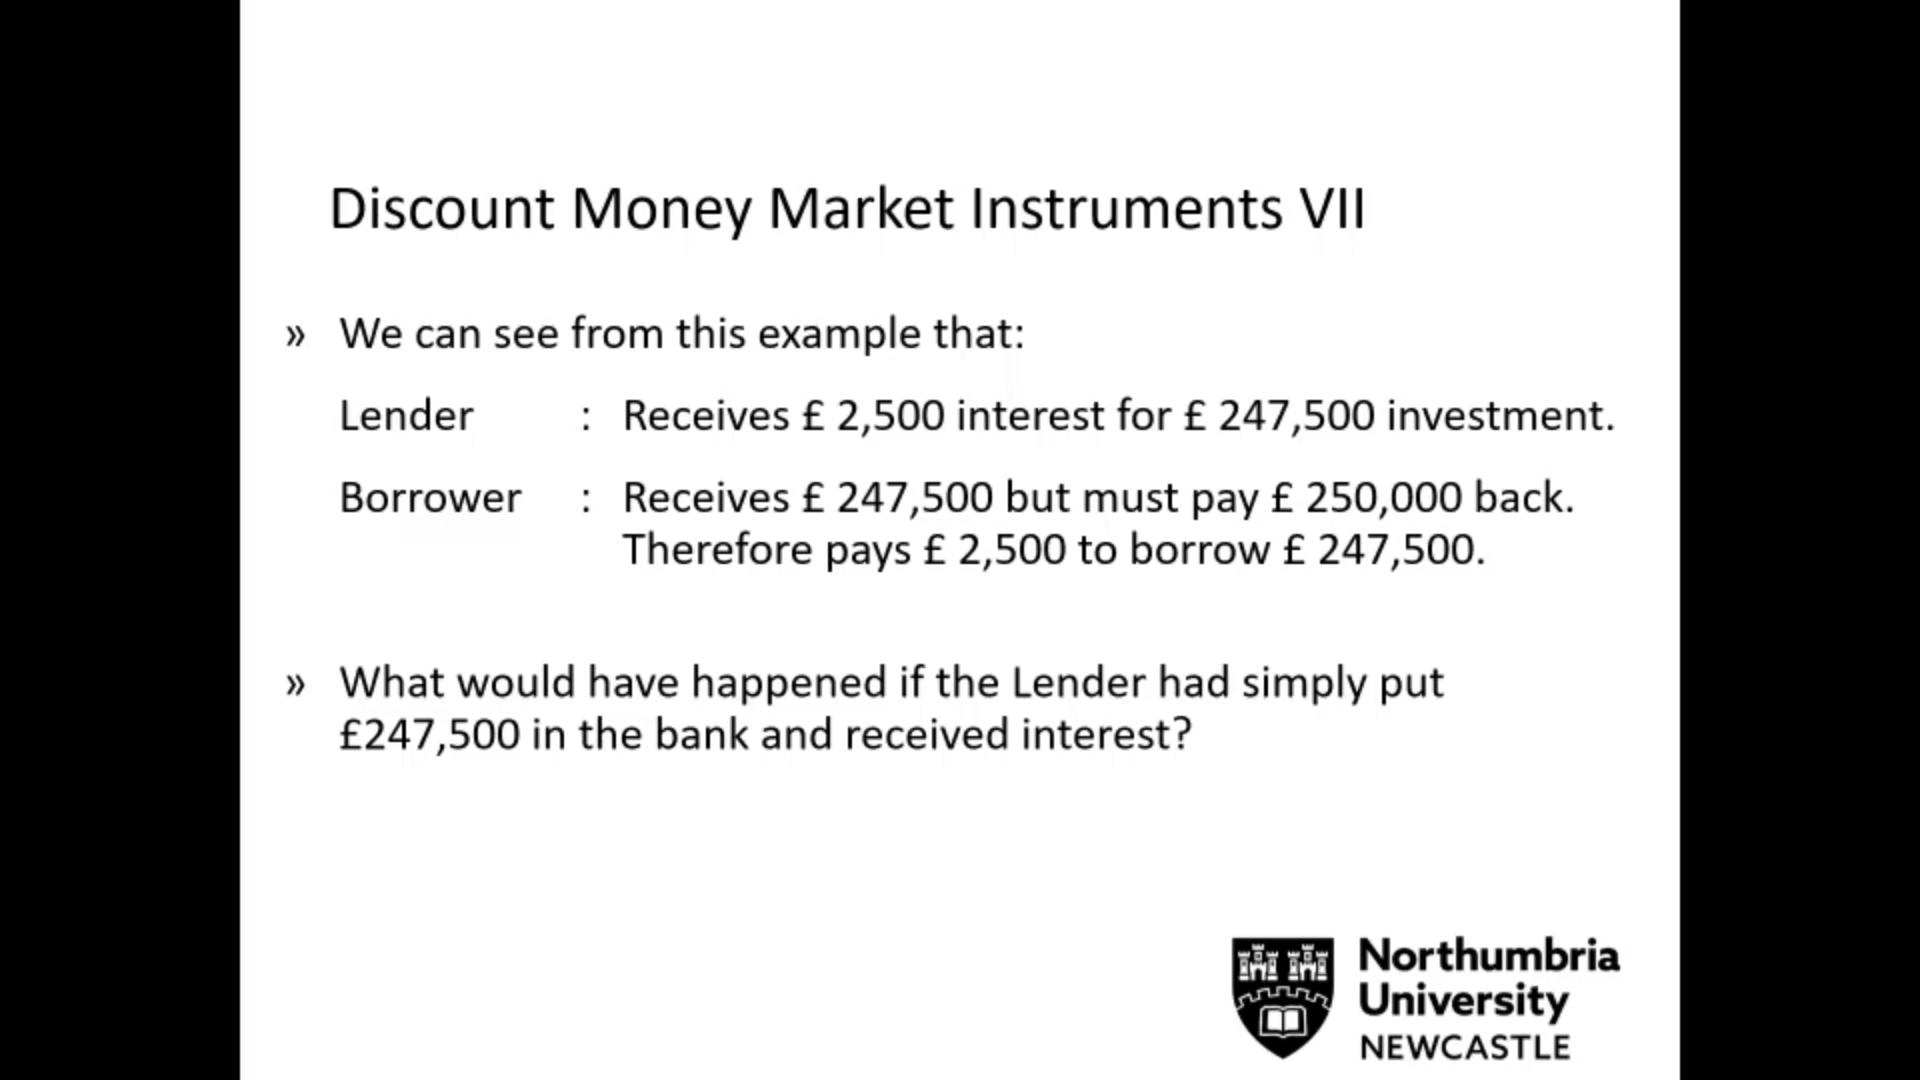 Discount Money Market Instruments VII
» We can see from this example that:
Lender : Receives £ 2,500 interest for £ 247,500 investment.
Borrower : Receives £ 247,500 but must pay £ 250,000 back.
Therefore pays £ 2,500 to borrow £ 247,500.
» What would have happened if the Lender had simply put
£247,500 in the bank and received interest?
Northumbria
University
NEWCASTLE